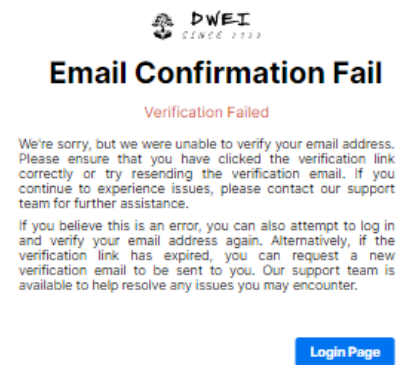 DWEI
SINCE
Email Confirmation Fail
Verification Failed
We're sorry, but we were unable to verify your email address.
Please ensure that you have clicked the verification link
correctly or try resending the verification email. If you
continue to experience issues, please contact our support
team for further assistance.
If you believe this is an error, you can also attempt to log in
and verify your email address again. Alternatively, if the
verification link has expired, you can request a new
verification email to be sent to you. Our support team is
available to help resolve any issues you may encounter.
Login Page